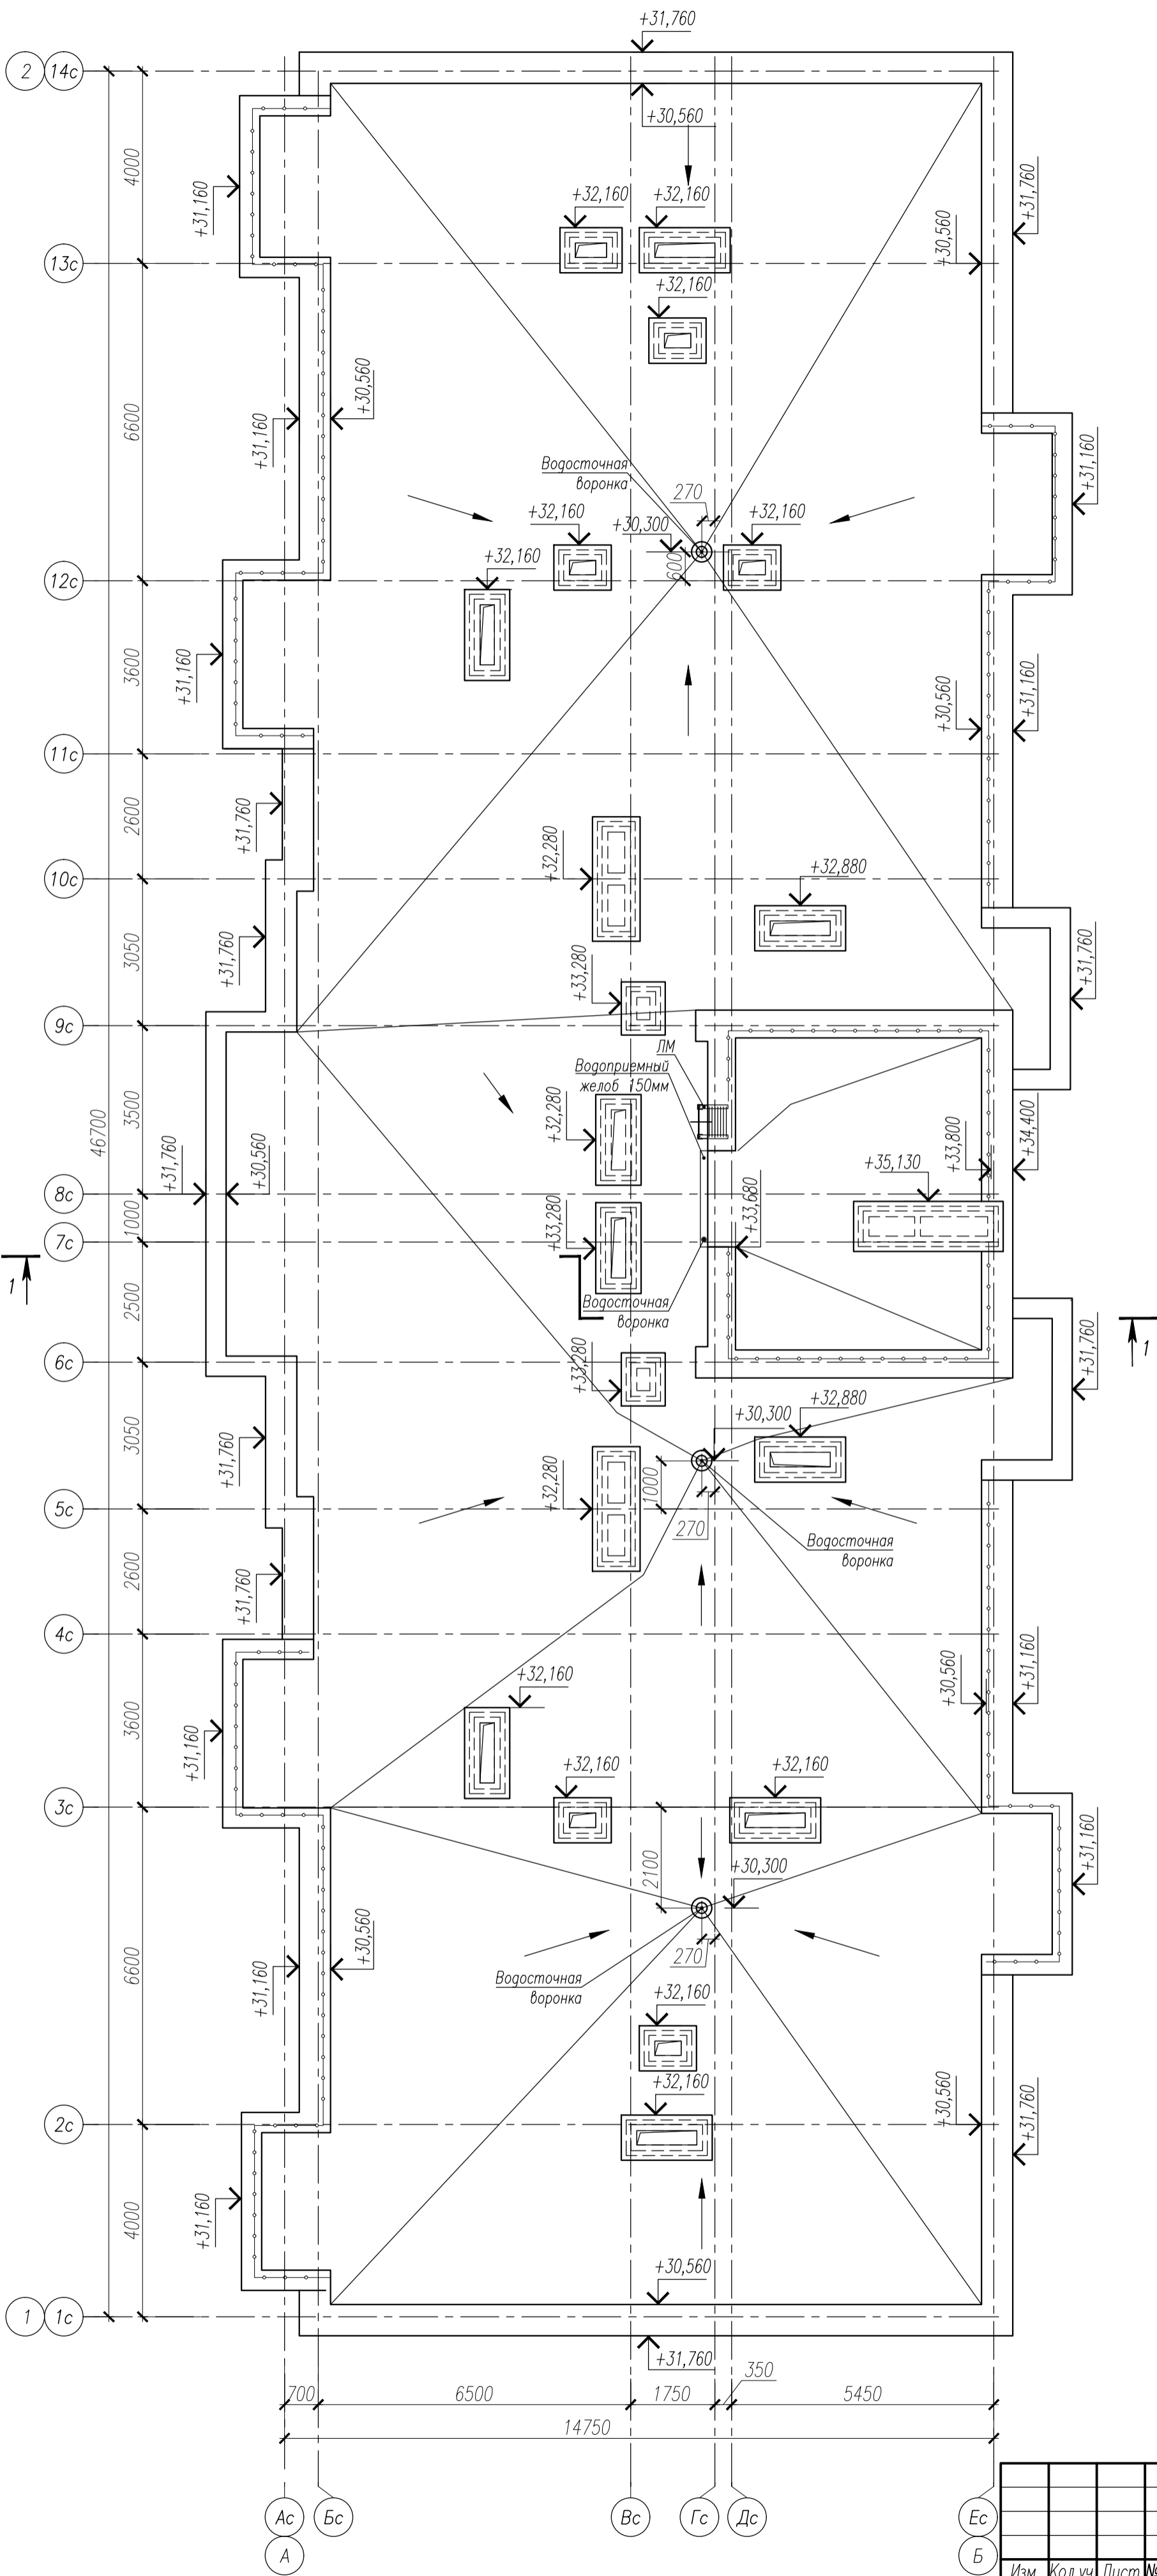 +31,760
2
14с
+30,560
4000
+31,160
+31,760
+32,160
+32,160
+30,560
13с
+32,160
+30,560
6600
+31,160
+31,160
Водосточная
воронка
270
+32,160
+30,300
+32,160
+32,160
600
12с
3600
+31,160
+30,560
+31,160
11с
2600
+31,760
+32,280
+32,880
10с
3050
+31,760
+33,280
+31,760
9с
ЛМ
Водоприемный
желоб 150мм
46700
3500
+32,280
+31,760
+30,560
+33,800
+34,400
+35,130
+33,680
8с
1000
+33,280
7с
1
2500
Водосточная
воронка
1
+31,760
6с
+33,280
+32,880
+30,300
3050
+31,760
+32,280
1000
5с
270
Водосточная
воронка
2600
+31,760
4с
+32,160
+30,560
+31,160
3600
+31,160
+32,160
+32,160
3с
2100
+30,300
+31,160
6600
+31,160
+30,560
270
Водосточная
воронка
+32,160
+32,160
+30,560
+31,760
2с
4000
+31,160
+30,560
1
1с
+31,760
350
700
6500
1750
5450
14750
Ас
Бс
Вс
Гс
Дс
Ес
А
Б
Изм.
Кол.уч
Лист
№